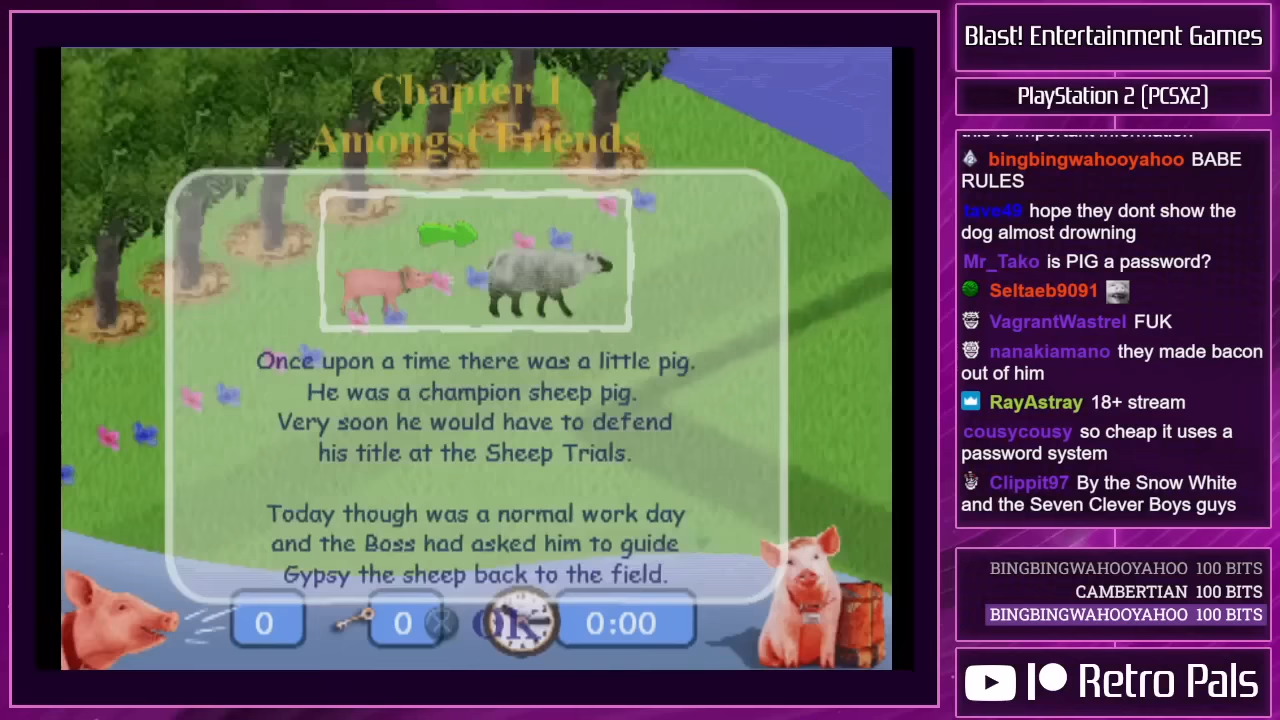 Blast! Entertainment Games
PlayStation 2 (PCSX2)
this is important information
bingbingwahooyahoo BABE
RULES
tave49 hope they dont show the
dog almost drowning
Mr_Tako is PIG a password?
Seltaeb9091
VagrantWastrel FUK
nanakiamano they made bacon
out of him
RayAstray 18+ stream
cousycousy so cheap it uses a
password system
Clippit97 By the Snow White
and the Seven Clever Boys guys
BINGBINGWAHOOYAHOO 100 BITS
CAMBERTIAN 100 BITS
BINGBINGWAHOOYAHOO 100 BITS
Retro Pals
Chapter 1
Amongst Friends
Once upon a time there was a little pig.
He was a champion sheep pig.
Very soon he would have to defend
his title at the Sheep Trials.
Today though was a normal work day
and the Boss had asked him to guide
Gypsy the sheep back to the field.
0
0
OK
0:00